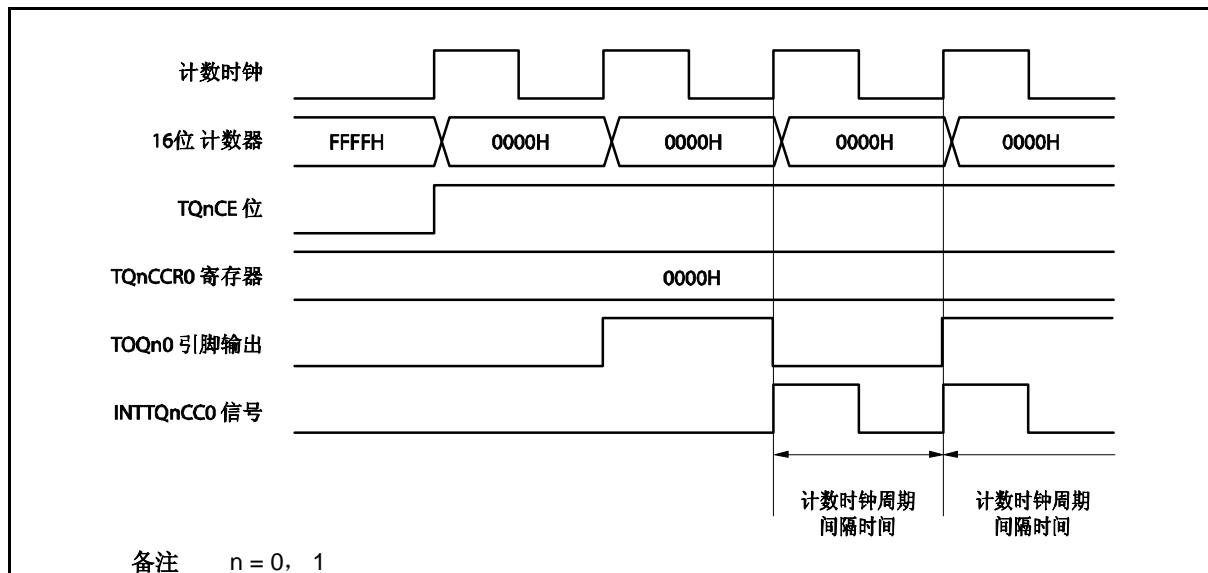 计数时钟
16位 计数器 FFFFH 0000H 0000H 0000H 0000H
TQnCE 位
TQnCCR0 寄存器 0000H
TOQn0 引脚输出
INTTQnCC0 信号
计数时钟周期 计数时钟周期
间隔时间 间隔时间
备注 n = 0， 1